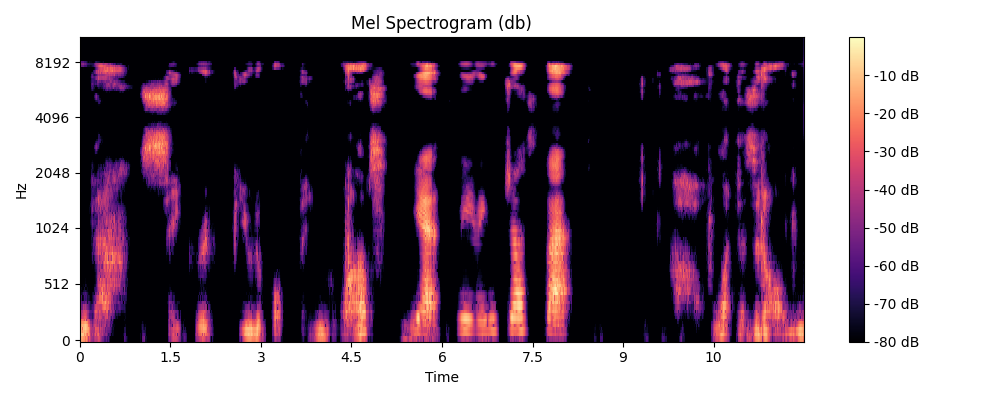 Mel Spectrogram (db)
8192
4096
2048
1024
512
0
Hz
0 1.5 3 4.5 6 7.5 9 10
Time
-10 dB
-20 dB
-30 dB
-40 dB
-50 dB
-60 dB
-70 dB
-80 dB